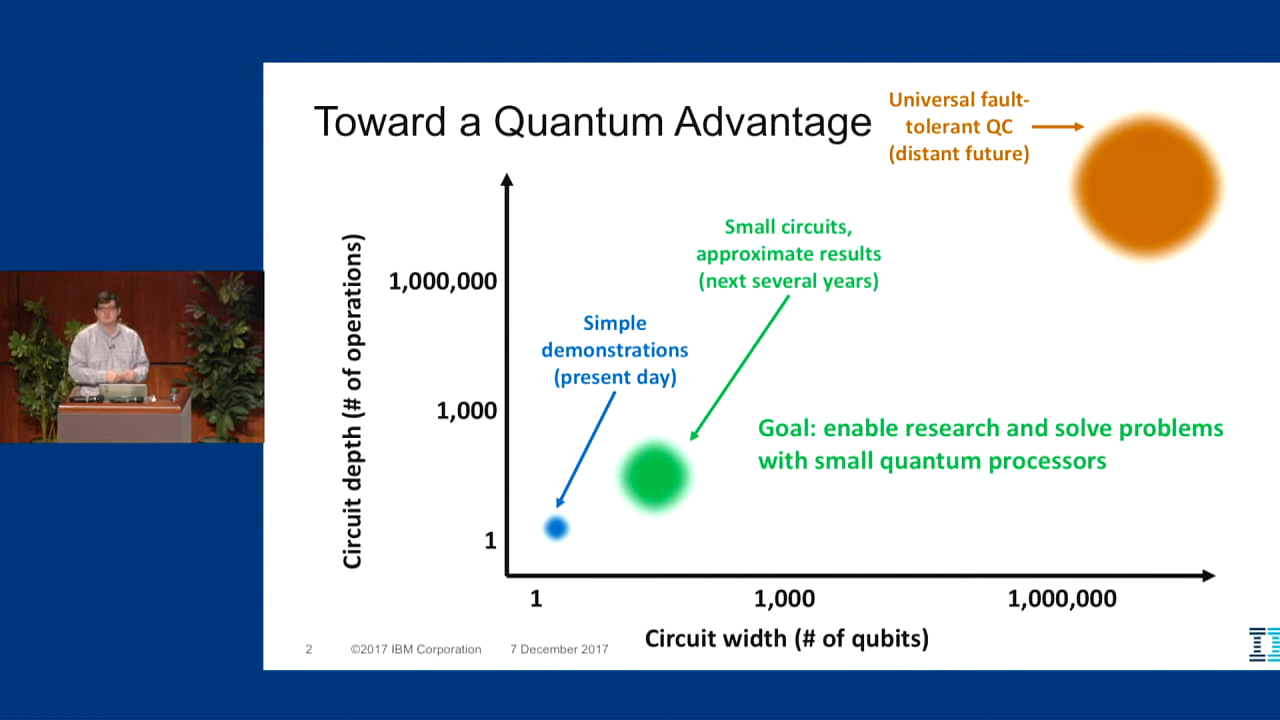 Toward a Quantum Advantage
Universal fault-
tolerant QC
(distant future)
Small circuits,
approximate results
(next several years)
Simple
demonstrations
(present day)
Goal: enable research and solve problems
with small quantum processors
Circuit depth (# of operations)
1,000,000
1,000
1
1
1,000
1,000,000
Circuit width (# of qubits)
2
©2017 IBM Corporation
7 December 2017